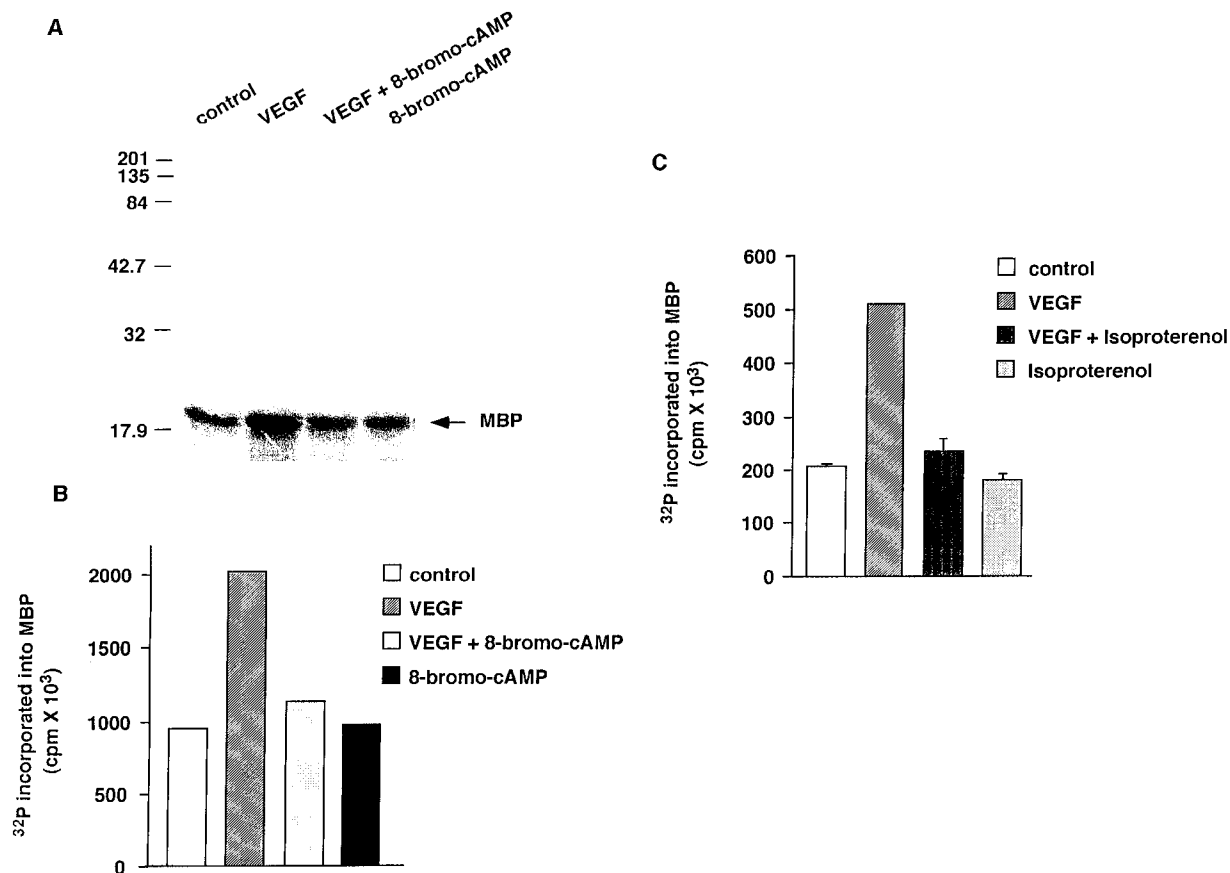 A
control
VEGF
VEGF + 8-bromo-cAMP
8-bromo-cAMP
201
135
84
42.7
32
17.9
MBP
B
³²P incorporated into MBP
(cpm X 10³)
2000
1500
1000
500
0
control
VEGF
VEGF + 8-bromo-cAMP
8-bromo-cAMP
C
³²P incorporated into MBP
(cpm X 10³)
600
500
400
300
200
100
0
control
VEGF
VEGF + Isoproterenol
Isoproterenol